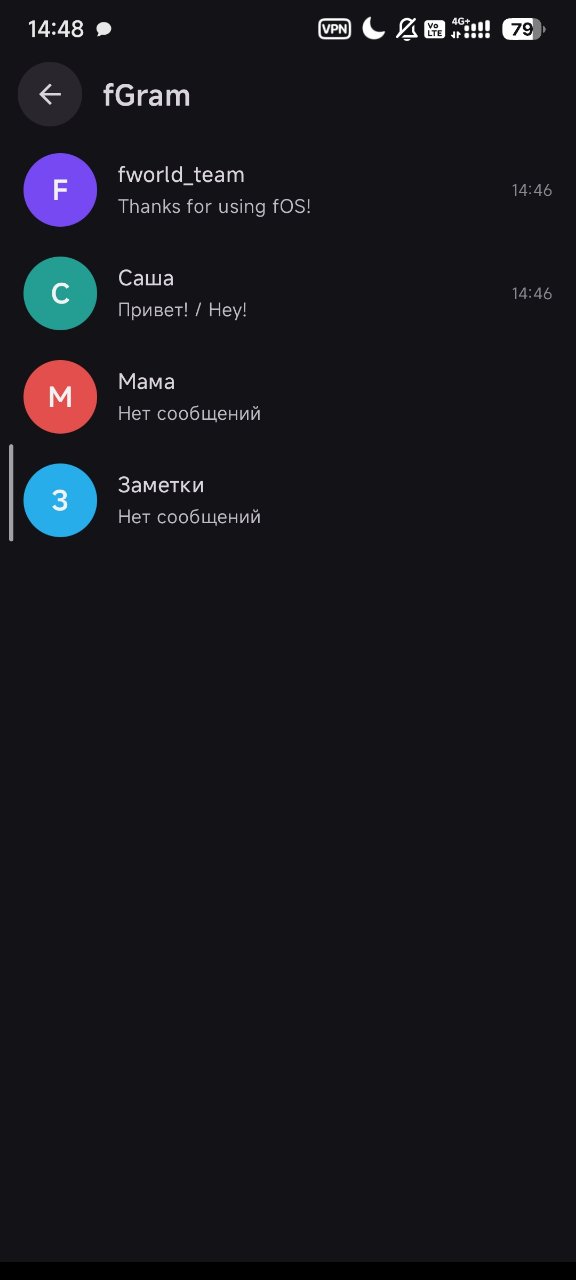 14:48
VPN
Vo LTE
4G+
79
fGram
F
fworld_team
Thanks for using fOS!
14:46
С
Саша
Привет! / Hey!
14:46
М
Мама
Нет сообщений
З
Заметки
Нет сообщений